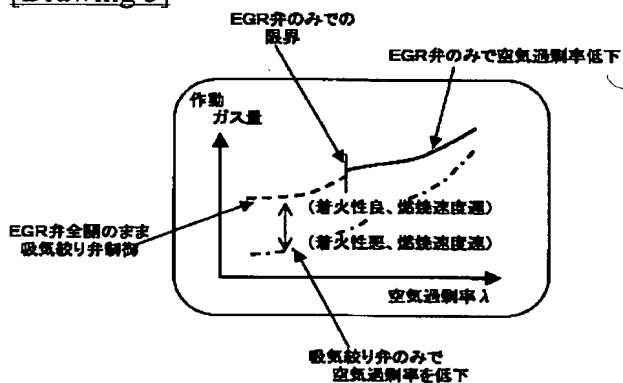 [Drawing 3]
EGR弁のみでの
限界
EGR弁のみで空気過剰率低下
作動
ガス量
(着火性良、燃焼速度遅)
(着火性悪、燃焼速度速)
EGR弁全開のまま
吸気絞り弁制御
空気過剰率 λ
吸気絞り弁のみで
空気過剰率を低下